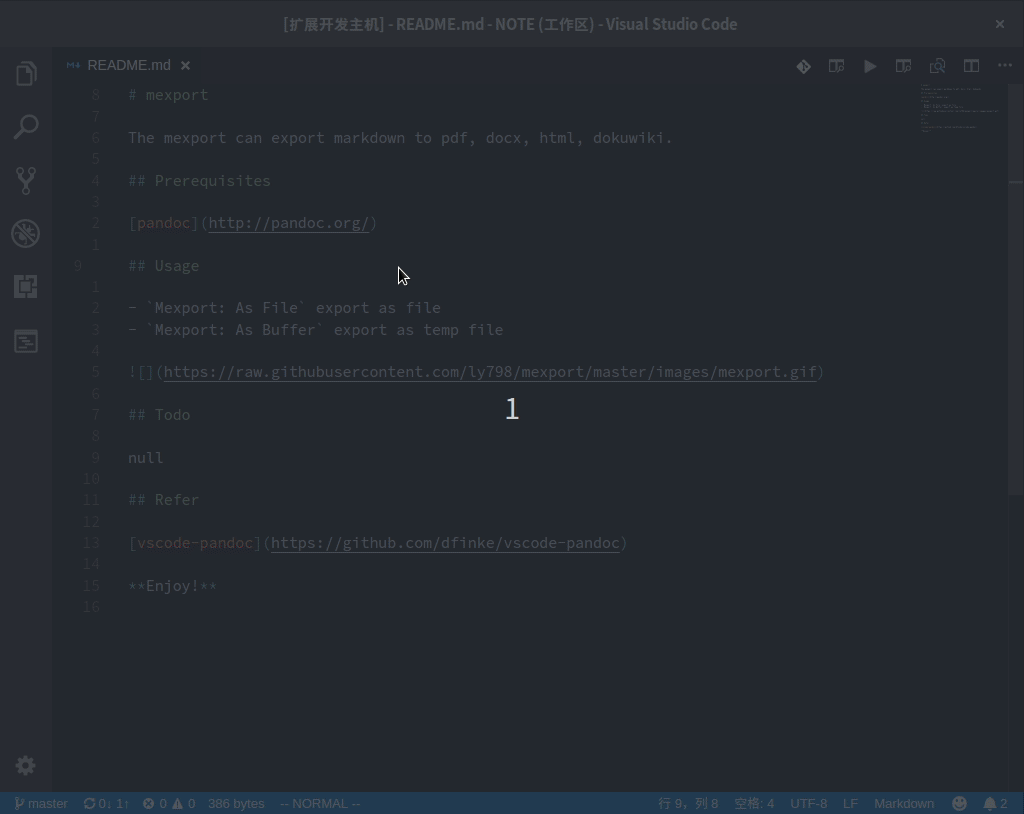 [扩展开发主机] - README.md - NOTE (工作区) - Visual Studio Code ×
M↓ README.md ×
8 # mexport
7
6 The mexport can export markdown to pdf, docx, html, dokuwiki.
5
4 ## Prerequisites
3
2 [pandoc](http://pandoc.org/)
1
9 ## Usage
1
2 - `Mexport: As File` export as file
3 - `Mexport: As Buffer` export as temp file
4
5 ![](https://raw.githubusercontent.com/ly798/mexport/master/images/mexport.gif)
6
1
7 ## Todo
8
9 null
10
11 ## Refer
12
13 [vscode-pandoc](https://github.com/dfinke/vscode-pandoc)
14
15 **Enjoy!**
16
master 0↓ 1↑ 0 0 386 bytes -- NORMAL -- 行 9，列 8 空格: 4 UTF-8 LF Markdown 2